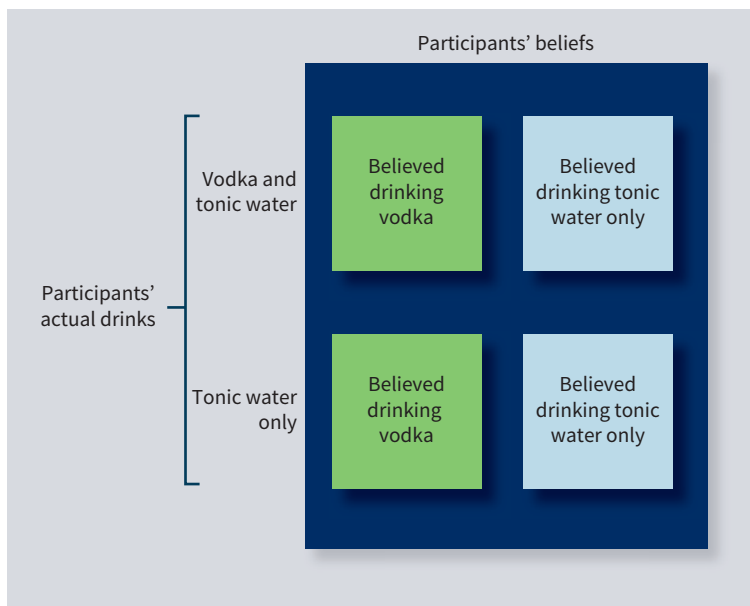 Participants’ beliefs
Vodka and
tonic water
Believed
drinking
vodka
Believed
drinking tonic
water only
Participants’
actual drinks
Tonic water
only
Believed
drinking
vodka
Believed
drinking tonic
water only